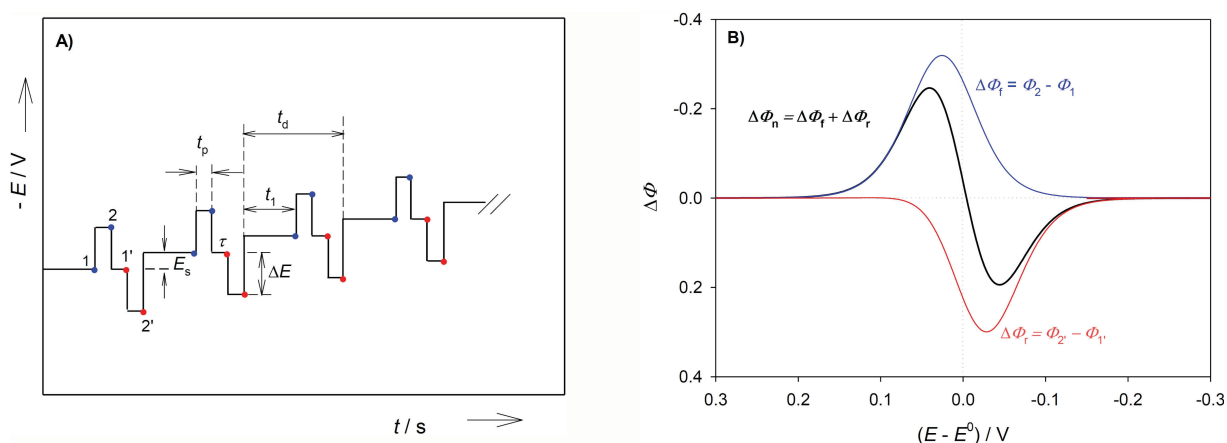 A)
- E / V
t / s
1
2
1'
2'
E_s
t_p
τ
ΔE
t_1
t_d
B)
ΔΦ_f = Φ_2 - Φ_1
ΔΦ_n = ΔΦ_f + ΔΦ_r
ΔΦ_r = Φ_2' − Φ_1'
ΔΦ
-0.4
-0.2
0.0
0.2
0.4
0.3 0.2 0.1 0.0 -0.1 -0.2 -0.3
(E - E^0) / V